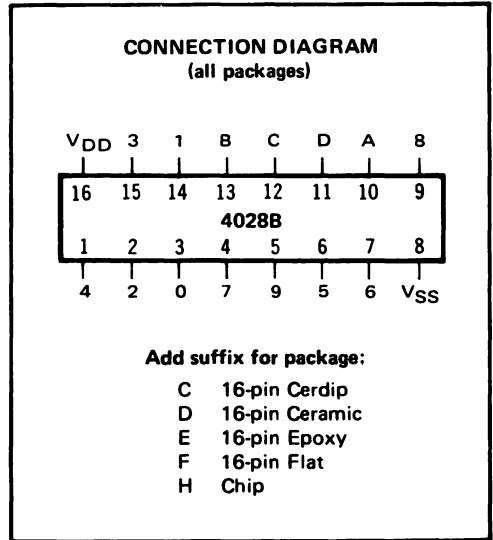 CONNECTION DIAGRAM
(all packages)
VDD 3 1 B C D A 8
16 15 14 13 12 11 10 9
4028B
1 2 3 4 5 6 7 8
4 2 0 7 9 5 6 VSS
Add suffix for package:
C 16-pin Cerdip
D 16-pin Ceramic
E 16-pin Epoxy
F 16-pin Flat
H Chip